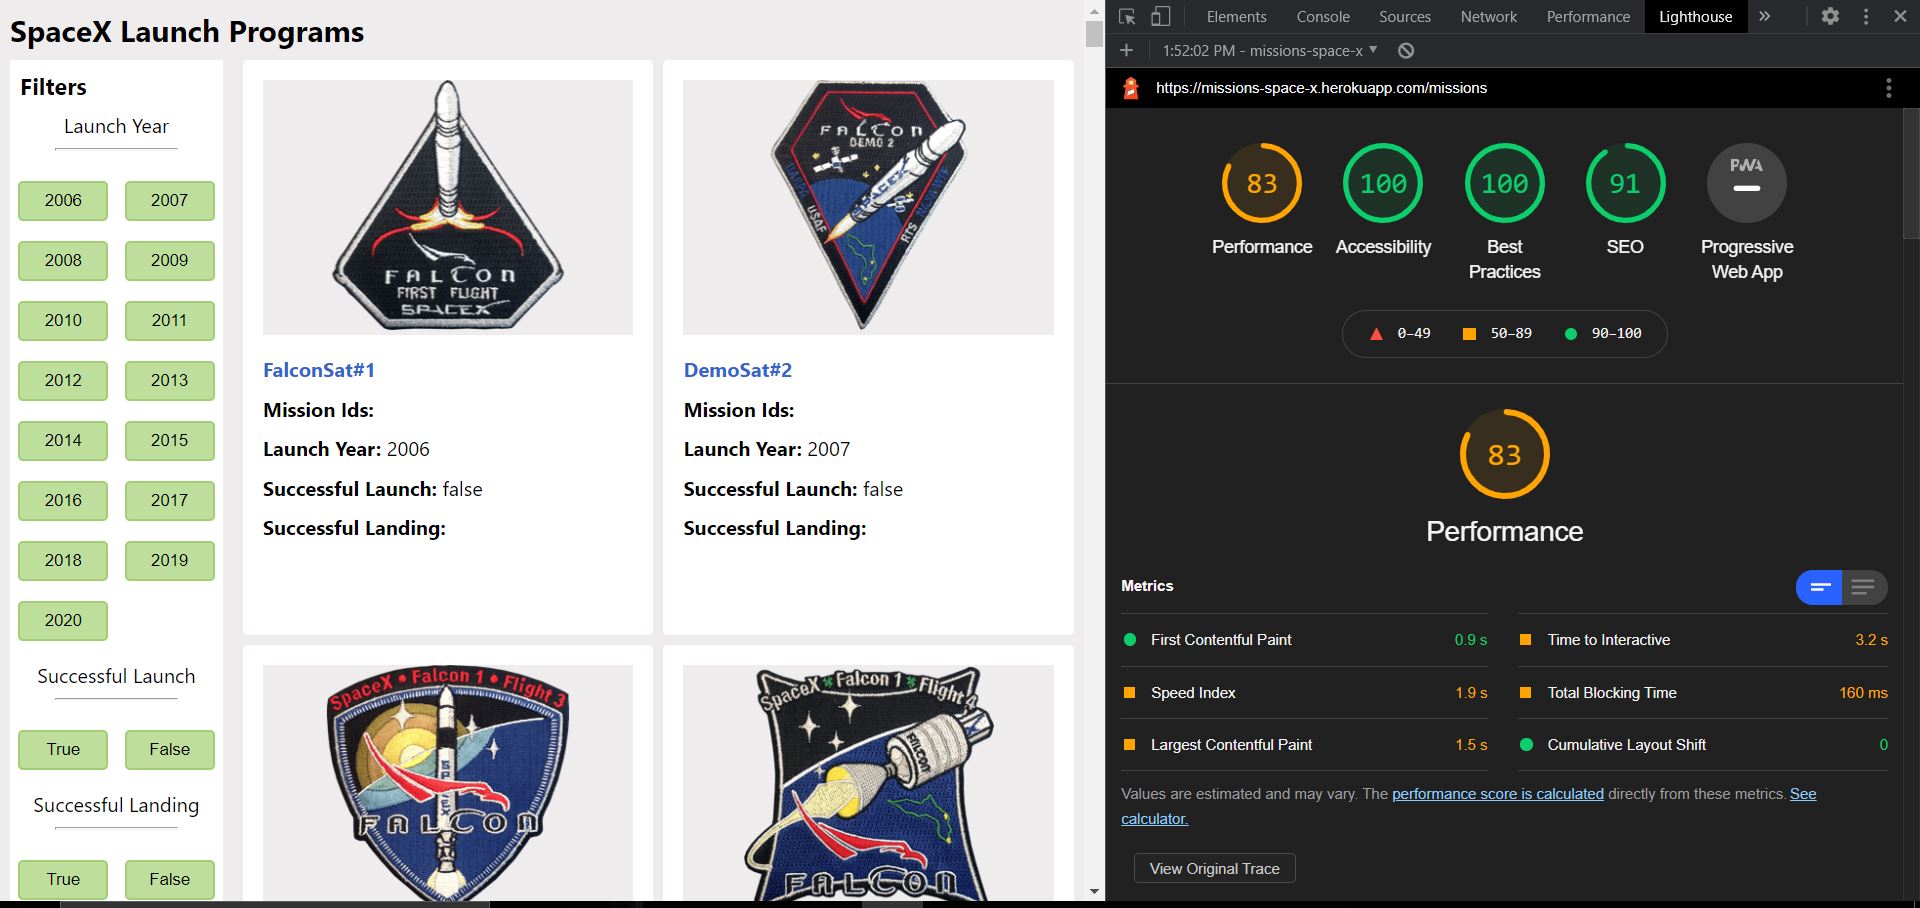 SpaceX Launch Programs
Filters
Launch Year
2006 2007
2008 2009
2010 2011
2012 2013
2014 2015
2016 2017
2018 2019
2020
Successful Launch
True False
Successful Landing
True False
FALCON
FIRST FLIGHT
SPACEX
FalconSat#1
Mission Ids:
Launch Year: 2006
Successful Launch: false
Successful Landing:
FALCON
DEMO 2
SPACEX
USAF
RTS
DemoSat#2
Mission Ids:
Launch Year: 2007
Successful Launch: false
Successful Landing:
SpaceX • Falcon 1 • Flight 3
FALCON
SpaceX Falcon 1 Flight 4
FALCON
FALCON
Elements Console Sources Network Performance Lighthouse
1:52:02 PM - missions-space-x
https://missions-space-x.herokuapp.com/missions
83 100 100 91 PWA
Performance Accessibility Best Practices SEO Progressive Web App
0–49 50–89 90–100
83
Performance
Metrics
First Contentful Paint 0.9 s
Time to Interactive 3.2 s
Speed Index 1.9 s
Total Blocking Time 160 ms
Largest Contentful Paint 1.5 s
Cumulative Layout Shift 0
Values are estimated and may vary. The performance score is calculated directly from these metrics. See
calculator.
View Original Trace